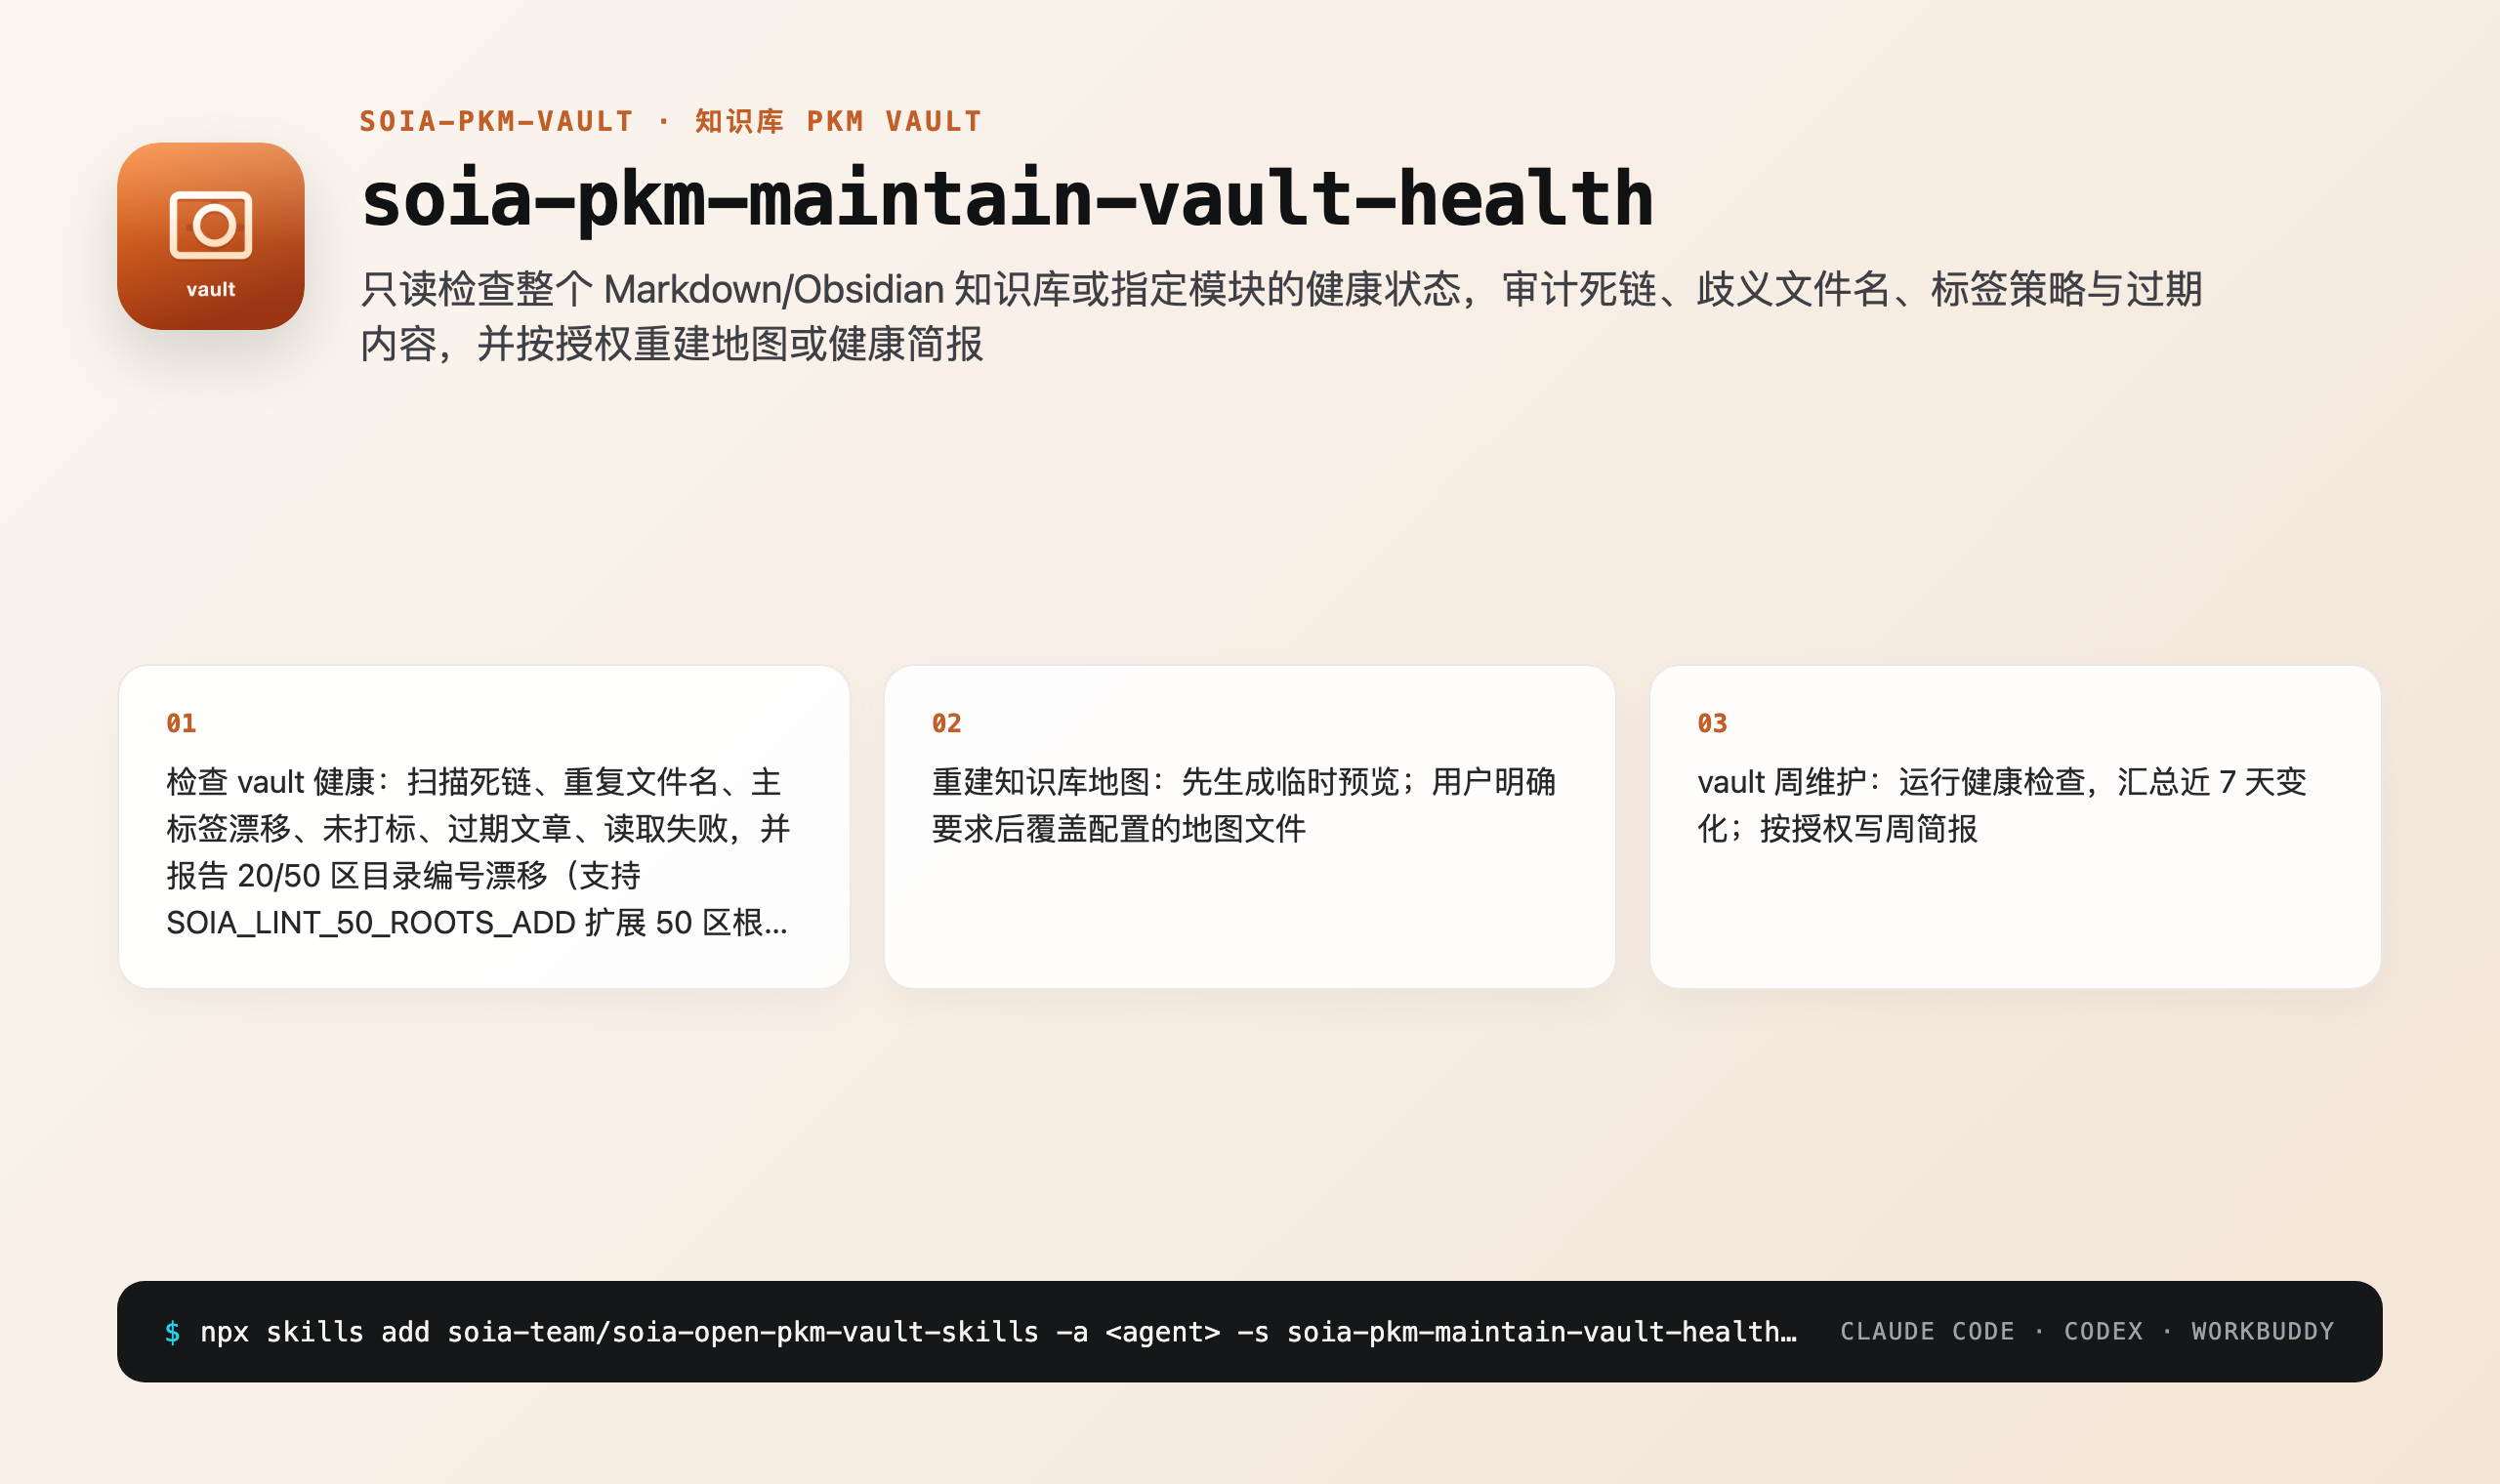 SOIA-PKM-VAULT · 知识库 PKM VAULT
soia-pkm-maintain-vault-health
vault
只读检查整个 Markdown/Obsidian 知识库或指定模块的健康状态，审计死链、歧义文件名、标签策略与过期
内容，并按授权重建地图或健康简报
01
检查 vault 健康：扫描死链、重复文件名、主
标签漂移、未打标、过期文章、读取失败，并
报告 20/50 区目录编号漂移（支持
SOIA_LINT_50_ROOTS_ADD 扩展 50 区根…
02
重建知识库地图：先生成临时预览；用户明确
要求后覆盖配置的地图文件
03
vault 周维护：运行健康检查，汇总近 7 天变
化；按授权写周简报
$ npx skills add soia-team/soia-open-pkm-vault-skills -a <agent> -s soia-pkm-maintain-vault-health…
CLAUDE CODE · CODEX · WORKBUDDY